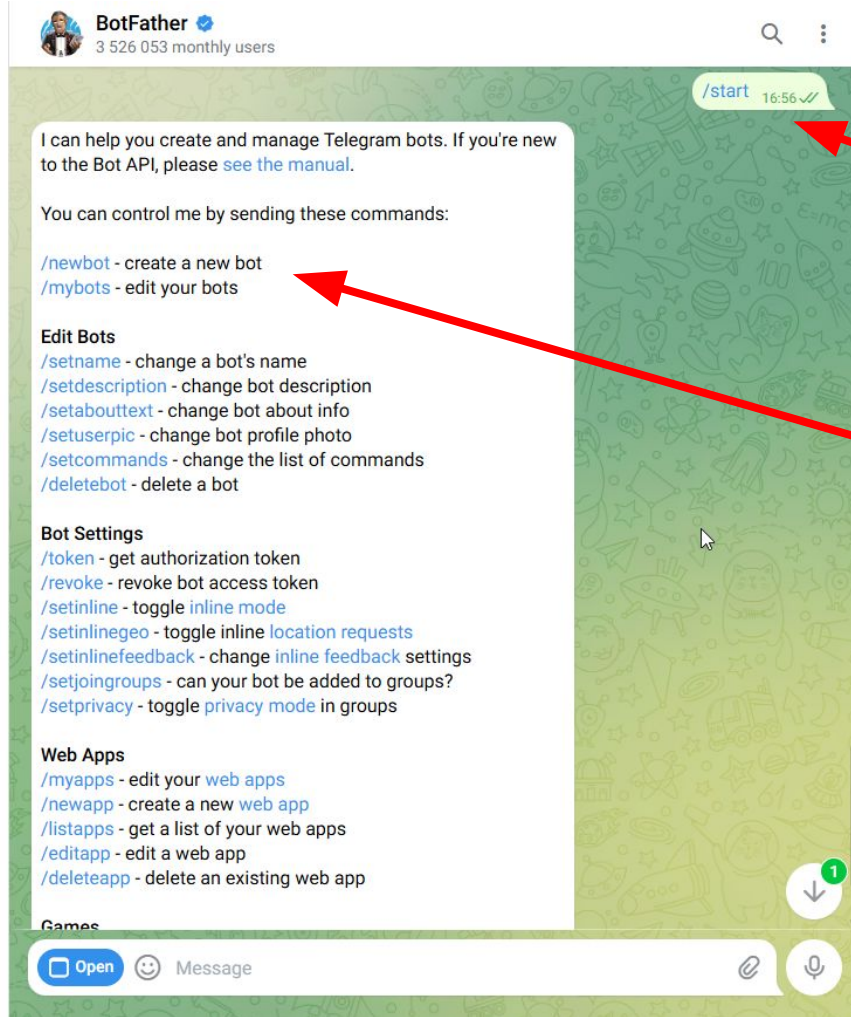 BotFather
3 526 053 monthly users
/start 16:56
I can help you create and manage Telegram bots. If you're new
to the Bot API, please see the manual.
You can control me by sending these commands:
/newbot - create a new bot
/mybots - edit your bots
Edit Bots
/setname - change a bot's name
/setdescription - change bot description
/setabouttext - change bot about info
/setuserpic - change bot profile photo
/setcommands - change the list of commands
/deletebot - delete a bot
Bot Settings
/token - get authorization token
/revoke - revoke bot access token
/setinline - toggle inline mode
/setinlinegeo - toggle inline location requests
/setinlinefeedback - change inline feedback settings
/setjoingroups - can your bot be added to groups?
/setprivacy - toggle privacy mode in groups
Web Apps
/myapps - edit your web apps
/newapp - create a new web app
/listapps - get a list of your web apps
/editapp - edit a web app
/deleteapp - delete an existing web app
Games
1
Open Message